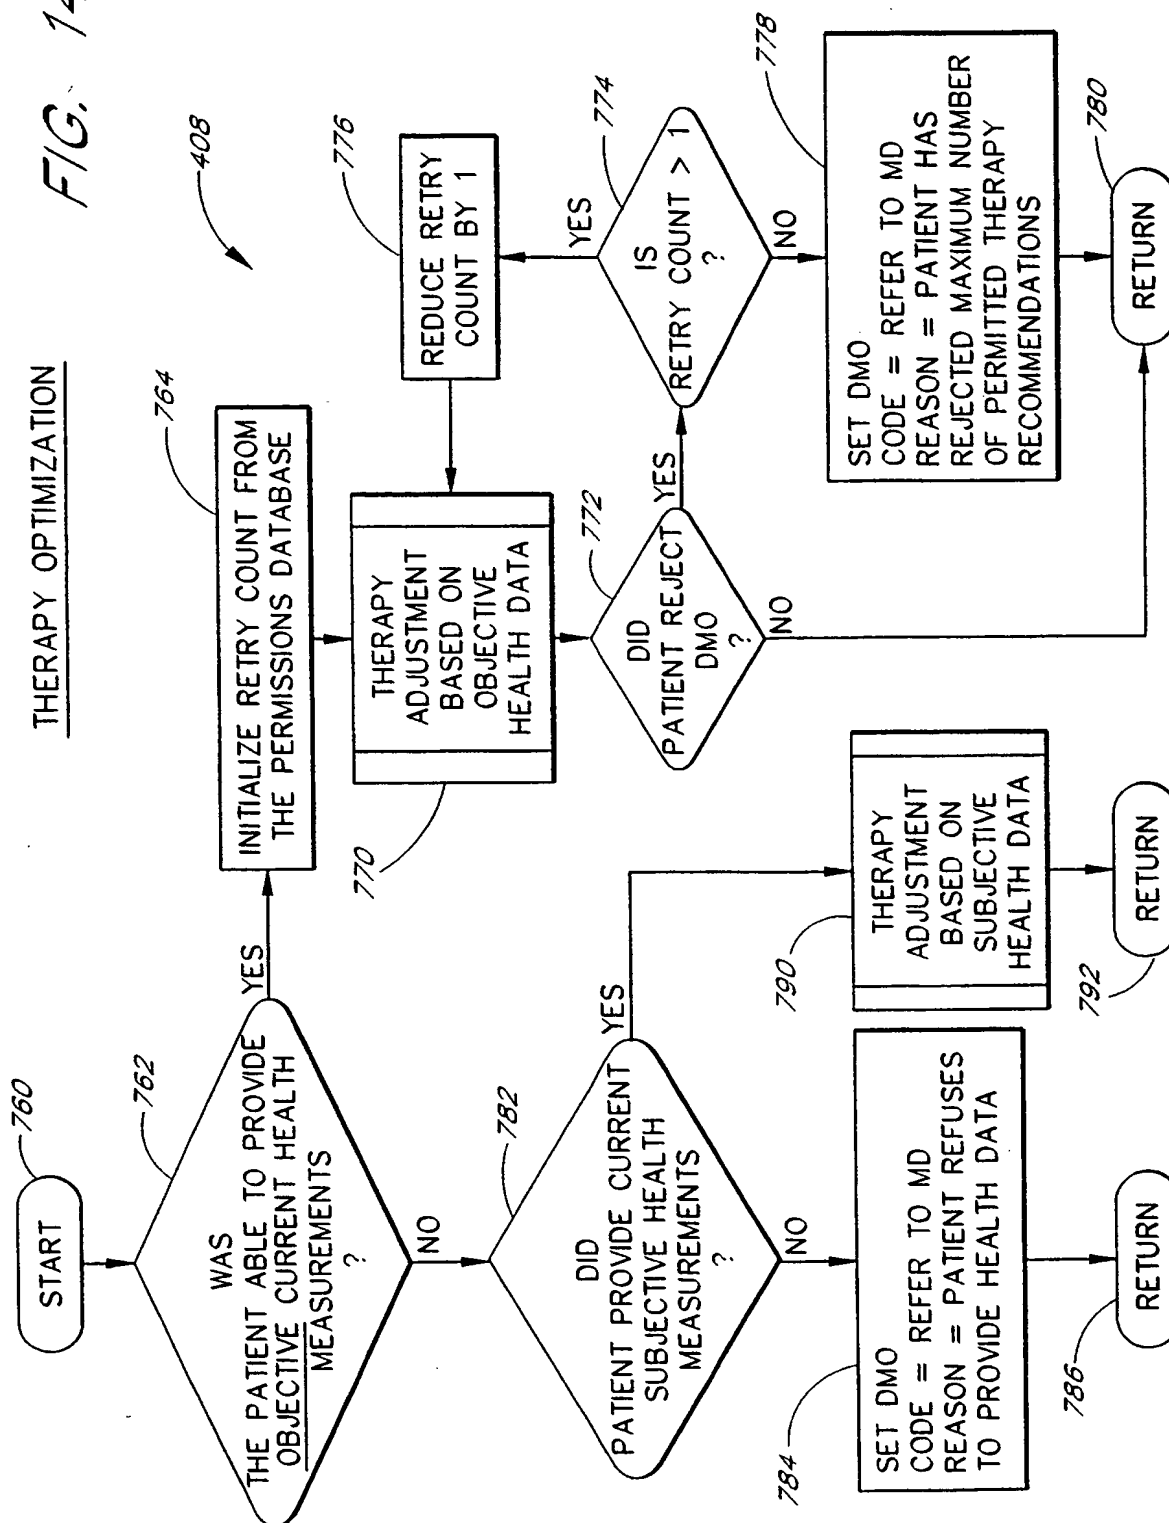 FIG. 14
THERAPY OPTIMIZATION
408
START
760
WAS
THE PATIENT ABLE TO PROVIDE
OBJECTIVE CURRENT HEALTH
MEASUREMENTS
?
762
YES
NO
INITIALIZE RETRY COUNT FROM
THE PERMISSIONS DATABASE
764
THERAPY
ADJUSTMENT
BASED ON
OBJECTIVE
HEALTH DATA
770
REDUCE RETRY
COUNT BY 1
776
DID
PATIENT REJECT
DMO
?
772
YES
NO
IS
RETRY COUNT > 1
?
774
YES
NO
SET DMO
CODE = REFER TO MD
REASON = PATIENT HAS
REJECTED MAXIMUM NUMBER
OF PERMITTED THERAPY
RECOMMENDATIONS
778
RETURN
780
DID
PATIENT PROVIDE CURRENT
SUBJECTIVE HEALTH
MEASUREMENTS
?
782
YES
NO
SET DMO
CODE = REFER TO MD
REASON = PATIENT REFUSES
TO PROVIDE HEALTH DATA
784
RETURN
786
THERAPY
ADJUSTMENT
BASED ON
SUBJECTIVE
HEALTH DATA
790
RETURN
792